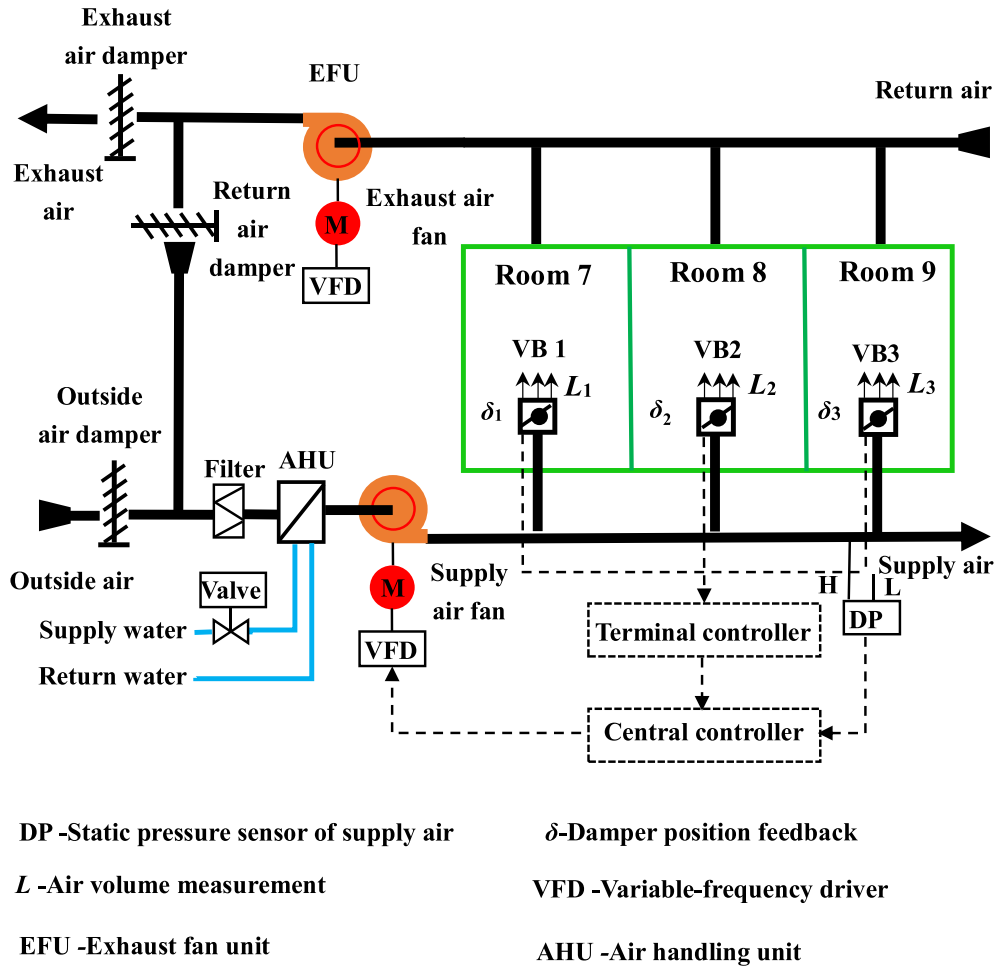 Exhaust
air damper
EFU
Return air
Exhaust
air
Return
air
damper
Exhaust air
fan
M
VFD
Room 7
Room 8
Room 9
VB 1
VB2
VB3
L1
L2
L3
δ1
δ2
δ3
Outside
air damper
Filter
AHU
Outside air
Valve
Supply water
Return water
M
Supply
air fan
VFD
Supply air
H
L
DP
Terminal controller
Central controller
DP -Static pressure sensor of supply air
δ-Damper position feedback
L -Air volume measurement
VFD -Variable-frequency driver
EFU -Exhaust fan unit
AHU -Air handling unit